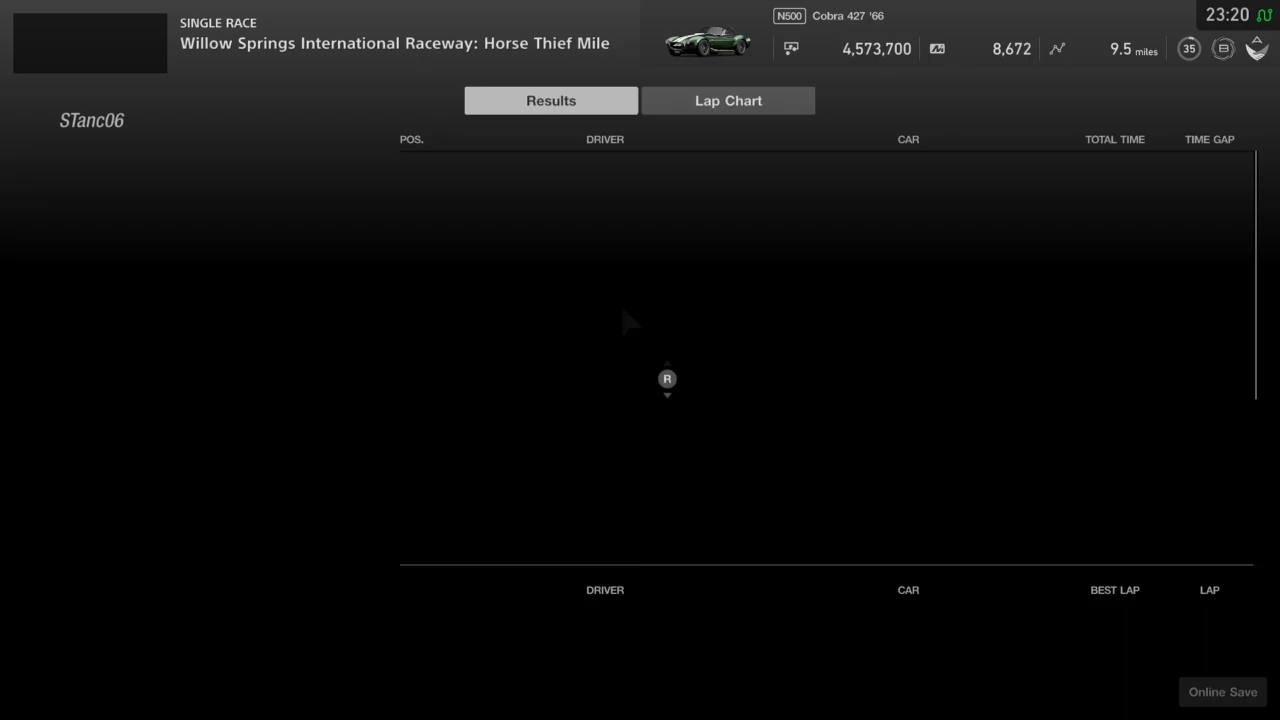 SINGLE RACE
Willow Springs International Raceway: Horse Thief Mile
N500 Cobra 427 '66
23:20
4,573,700 8,672 9.5 miles 35 B A
Results Lap Chart
STanc06
POS. DRIVER CAR TOTAL TIME TIME GAP
R
DRIVER CAR BEST LAP LAP
Online Save